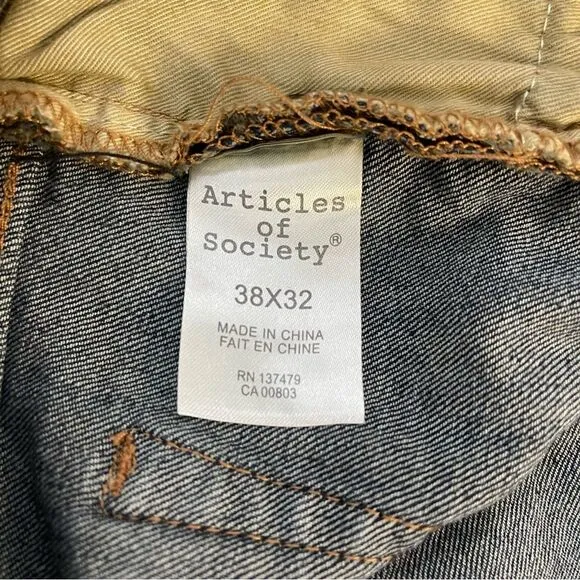 Articles
of
Society®
38X32
MADE IN CHINA
FAIT EN CHINE
RN 137479
CA 00803